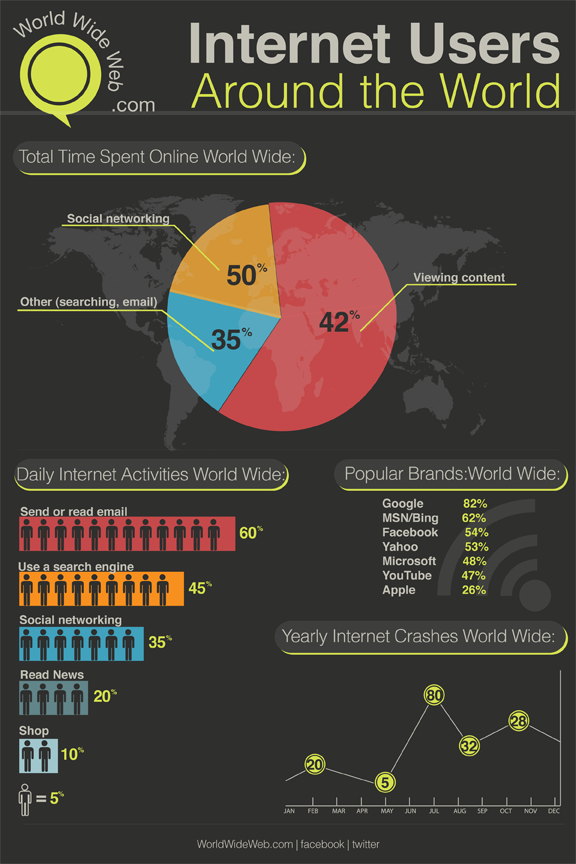 World Wide Web
.com
Internet Users
Around the World
Total Time Spent Online World Wide:
Social networking
50%
Viewing content
42%
Other (searching, email)
35%
Daily Internet Activities World Wide:
Send or read email
60%
Use a search engine
45%
Social networking
35%
Read News
20%
Shop
10%
= 5%
Popular Brands:World Wide:
Google 82%
MSN/Bing 62%
Facebook 54%
Yahoo 53%
Microsoft 48%
YouTube 47%
Apple 26%
Yearly Internet Crashes World Wide:
20 5 80 32 28
JAN FEB MAR APR MAY JUN JUL AUG SEP OCT NOV DEC
WorldWideWeb.com | facebook | twitter